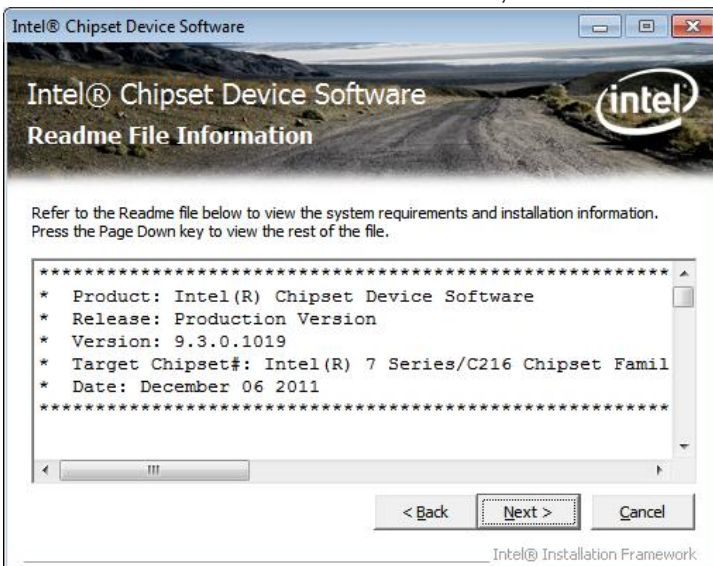 Intel® Chipset Device Software
Intel® Chipset Device Software
intel
Readme File Information
Refer to the Readme file below to view the system requirements and installation information.
Press the Page Down key to view the rest of the file.
**********************************************************
*   Product: Intel(R) Chipset Device Software
*   Release: Production Version
*   Version: 9.3.0.1019
*   Target Chipset#: Intel(R) 7 Series/C216 Chipset Famil
*   Date: December 06 2011
**********************************************************
< Back
Next >
Cancel
Intel® Installation Framework